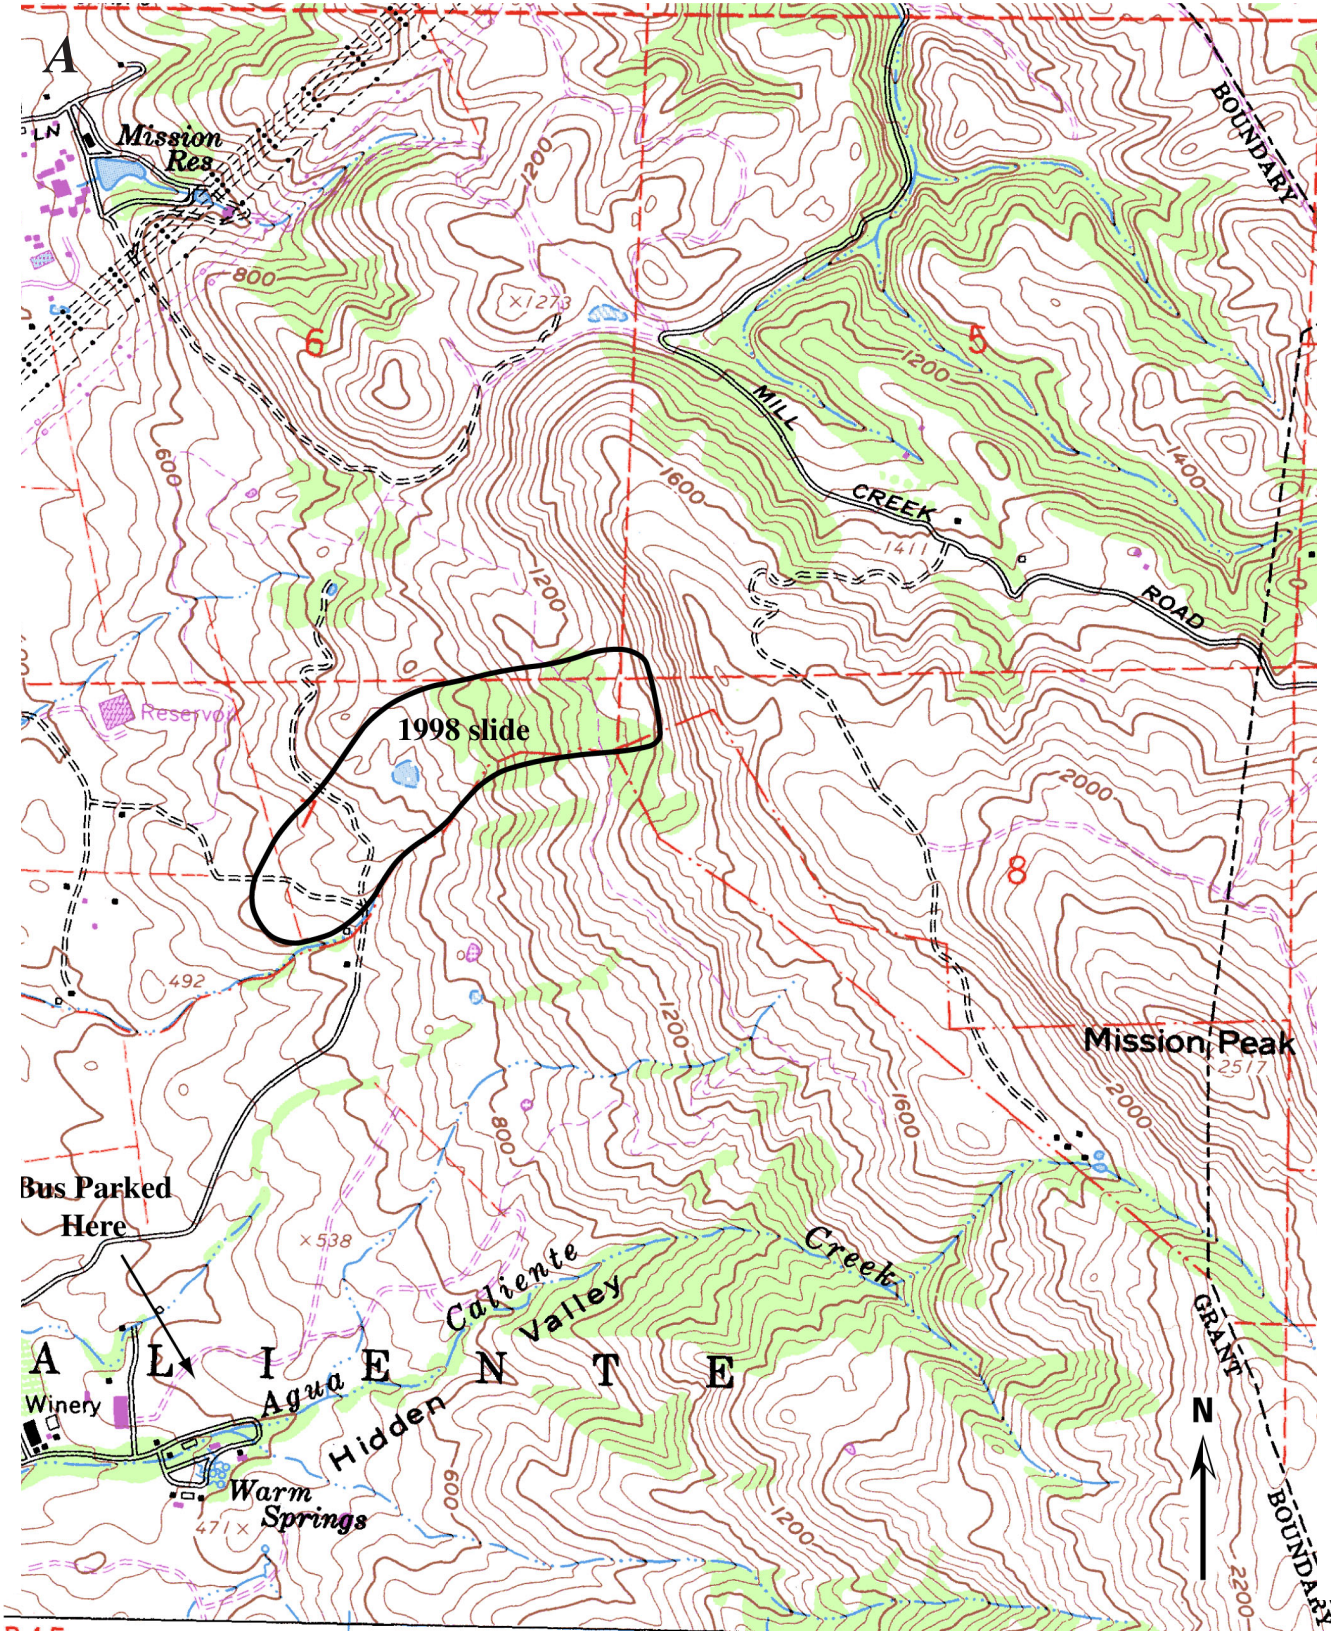 A
LN
Mission
Res
1200
BOUNDARY
800
×1273
6
5
1200
MILL
600
1600
1400
CREEK
1411
1200
ROAD
Reservoir
1998 slide
2000
8
492
1200
Mission Peak
2517
2000
1600
800
Bus Parked
Here
×538
Creek
Caliente
Valley
GRANT
A L I E N T E
Agua
Winery
Hidden
N
600
Warm
Springs
471×
1200
BOUNDARY
2200